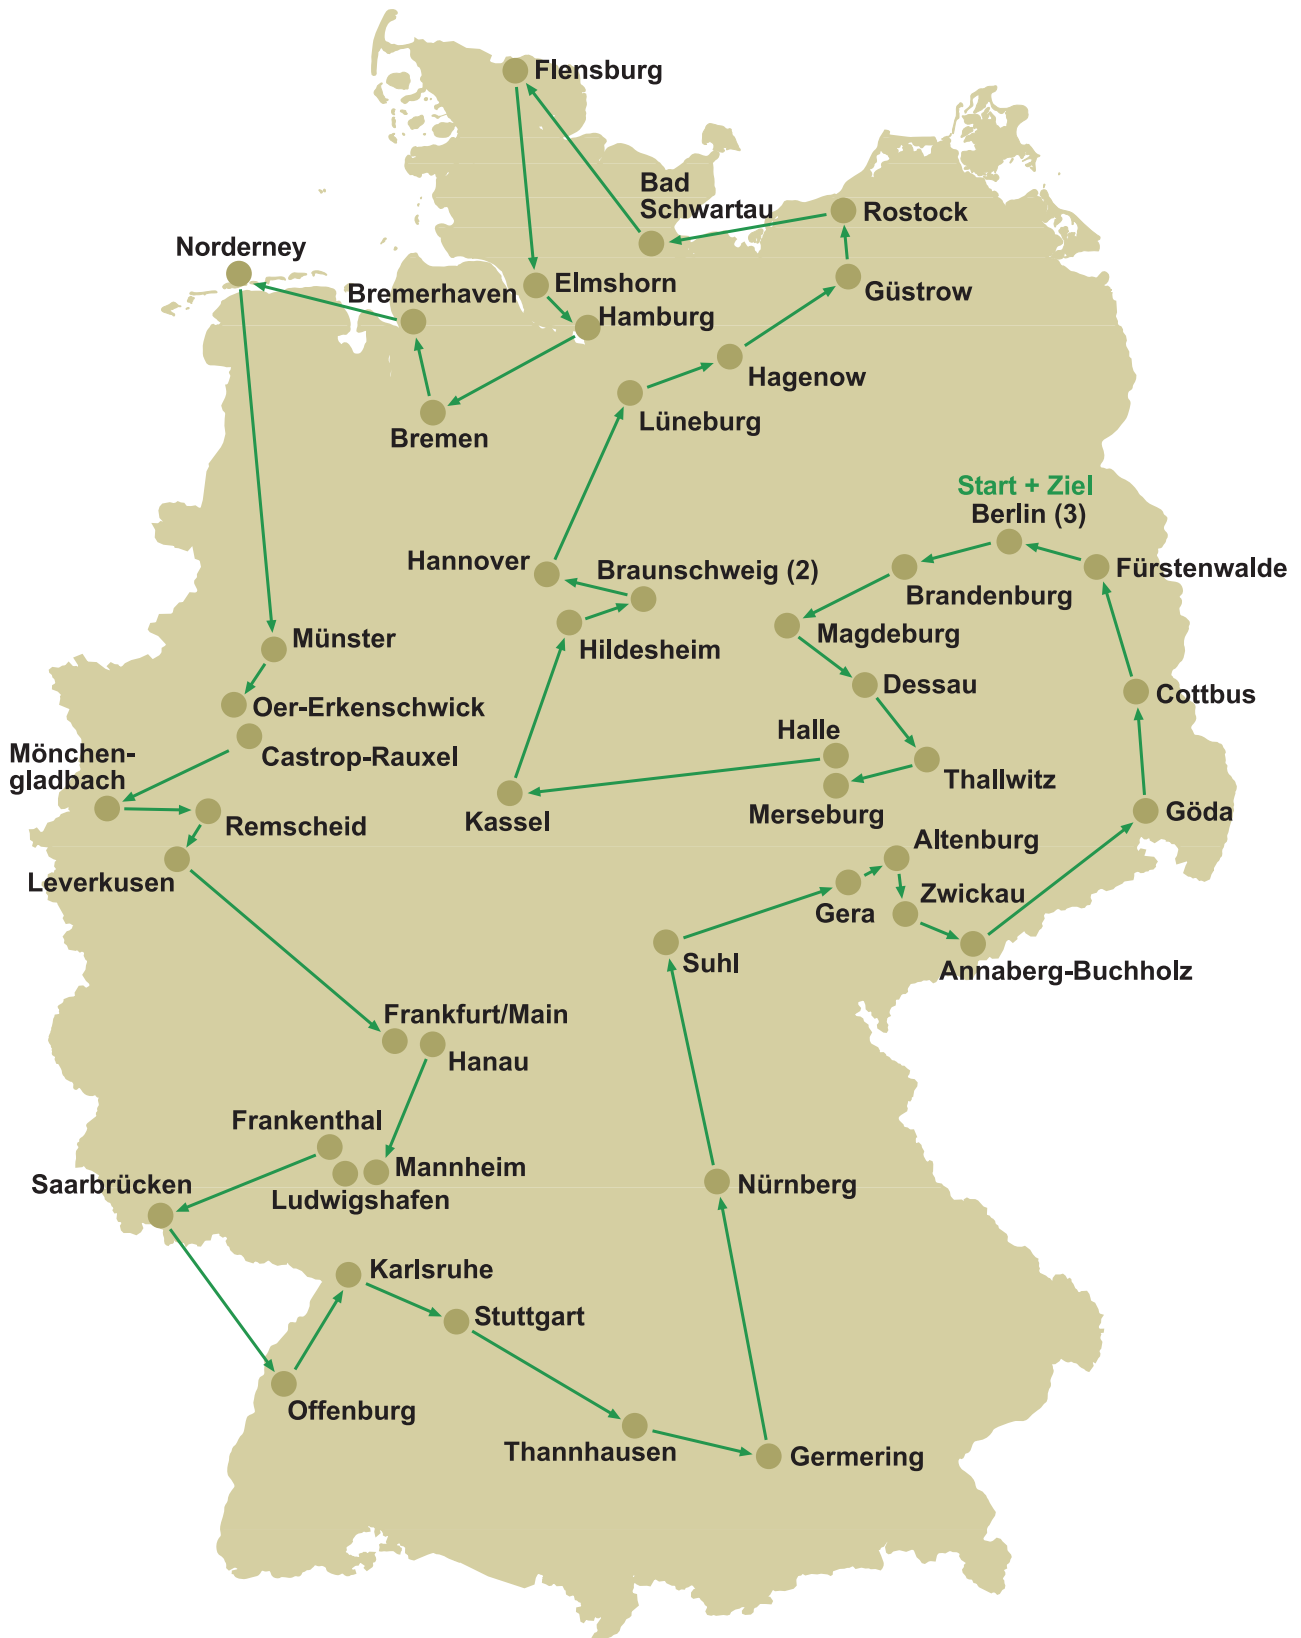 Flensburg
Bad
Schwartau
Rostock
Norderney
Elmshorn
Güstrow
Bremerhaven
Hamburg
Hagenow
Lüneburg
Bremen
Start + Ziel
Berlin (3)
Hannover
Braunschweig (2)
Fürstenwalde
Brandenburg
Magdeburg
Münster
Hildesheim
Dessau
Cottbus
Oer-Erkenschwick
Halle
Castrop-Rauxel
Mönchen-
gladbach
Thallwitz
Merseburg
Kassel
Göda
Remscheid
Altenburg
Leverkusen
Zwickau
Gera
Suhl
Annaberg-Buchholz
Frankfurt/Main
Hanau
Frankenthal
Mannheim
Saarbrücken
Ludwigshafen
Nürnberg
Karlsruhe
Stuttgart
Offenburg
Thannhausen
Germering